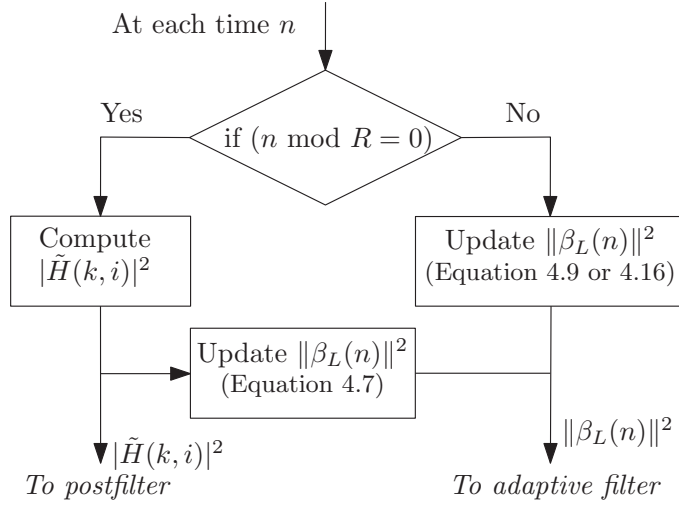 At each time n
Yes
No
if (n mod R = 0)
Compute
|H̃(k, i)|²
Update ‖β_L(n)‖²
(Equation 4.9 or 4.16)
Update ‖β_L(n)‖²
(Equation 4.7)
|H̃(k, i)|²
‖β_L(n)‖²
To postfilter
To adaptive filter